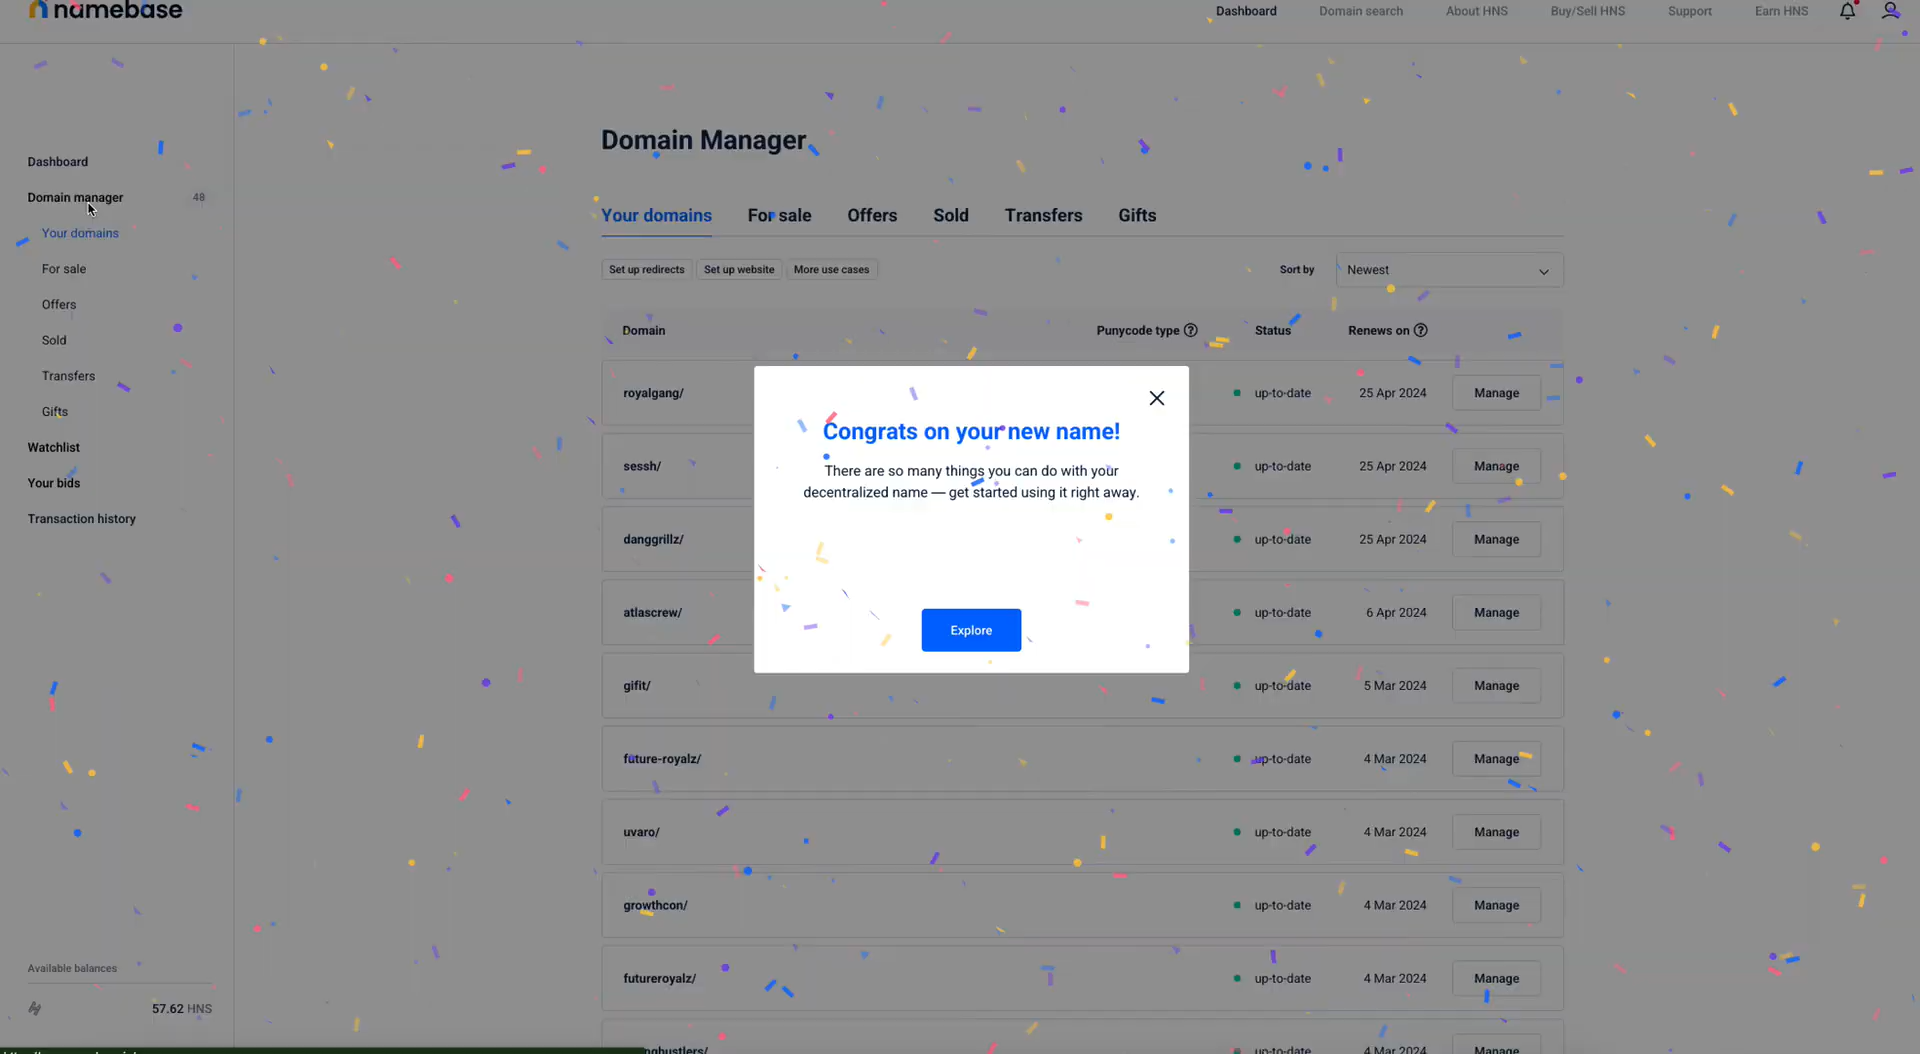 namebase
Dashboard
Domain search
About HNS
Buy/Sell HNS
Support
Earn HNS
Dashboard
Domain manager 48
Your domains
For sale
Offers
Sold
Transfers
Gifts
Watchlist
Your bids
Transaction history
Available balances
57.62 HNS
Domain Manager
Your domains For sale Offers Sold Transfers Gifts
Set up redirects Set up website More use cases Sort by Newest
Domain Punycode type Status Renews on
royalgang/ up-to-date 25 Apr 2024 Manage
sessh/ up-to-date 25 Apr 2024 Manage
danggrillz/ up-to-date 25 Apr 2024 Manage
atlascrew/ up-to-date 6 Apr 2024 Manage
gifit/ up-to-date 5 Mar 2024 Manage
future-royalz/ up-to-date 4 Mar 2024 Manage
uvaro/ up-to-date 4 Mar 2024 Manage
growthcon/ up-to-date 4 Mar 2024 Manage
futureroyalz/ up-to-date 4 Mar 2024 Manage
up-to-date 4 Mar 2024 Manage
Congrats on your new name!
There are so many things you can do with your
decentralized name — get started using it right away.
Explore